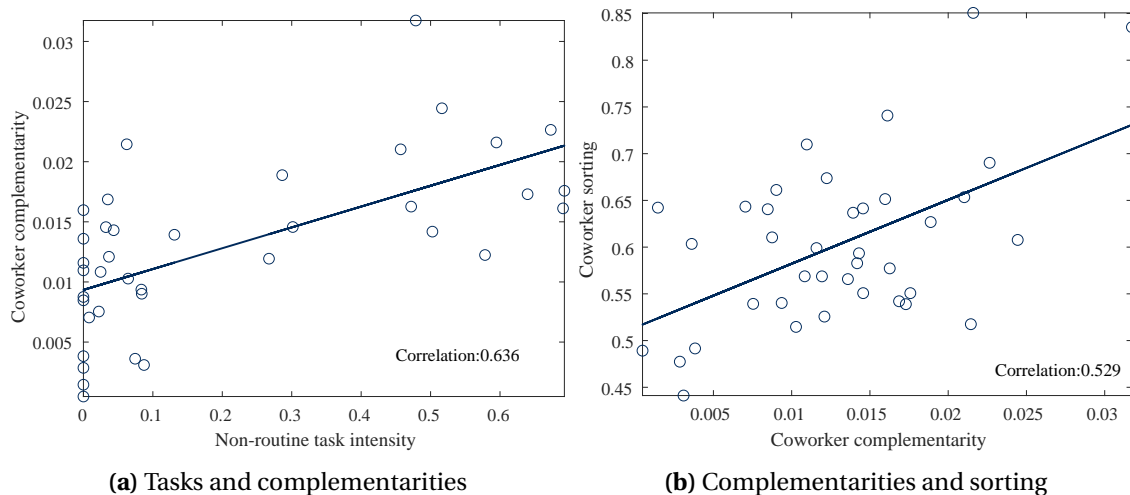 0.03
0.025
0.02
0.015
0.01
0.005
Coworker complementarity
Correlation:0.636
0 0.1 0.2 0.3 0.4 0.5 0.6
Non-routine task intensity
(a) Tasks and complementarities
0.85
0.8
0.75
0.7
0.65
0.6
0.55
0.5
0.45
Coworker sorting
Correlation:0.529
0.005 0.01 0.015 0.02 0.025 0.03
Coworker complementarity
(b) Complementarities and sorting